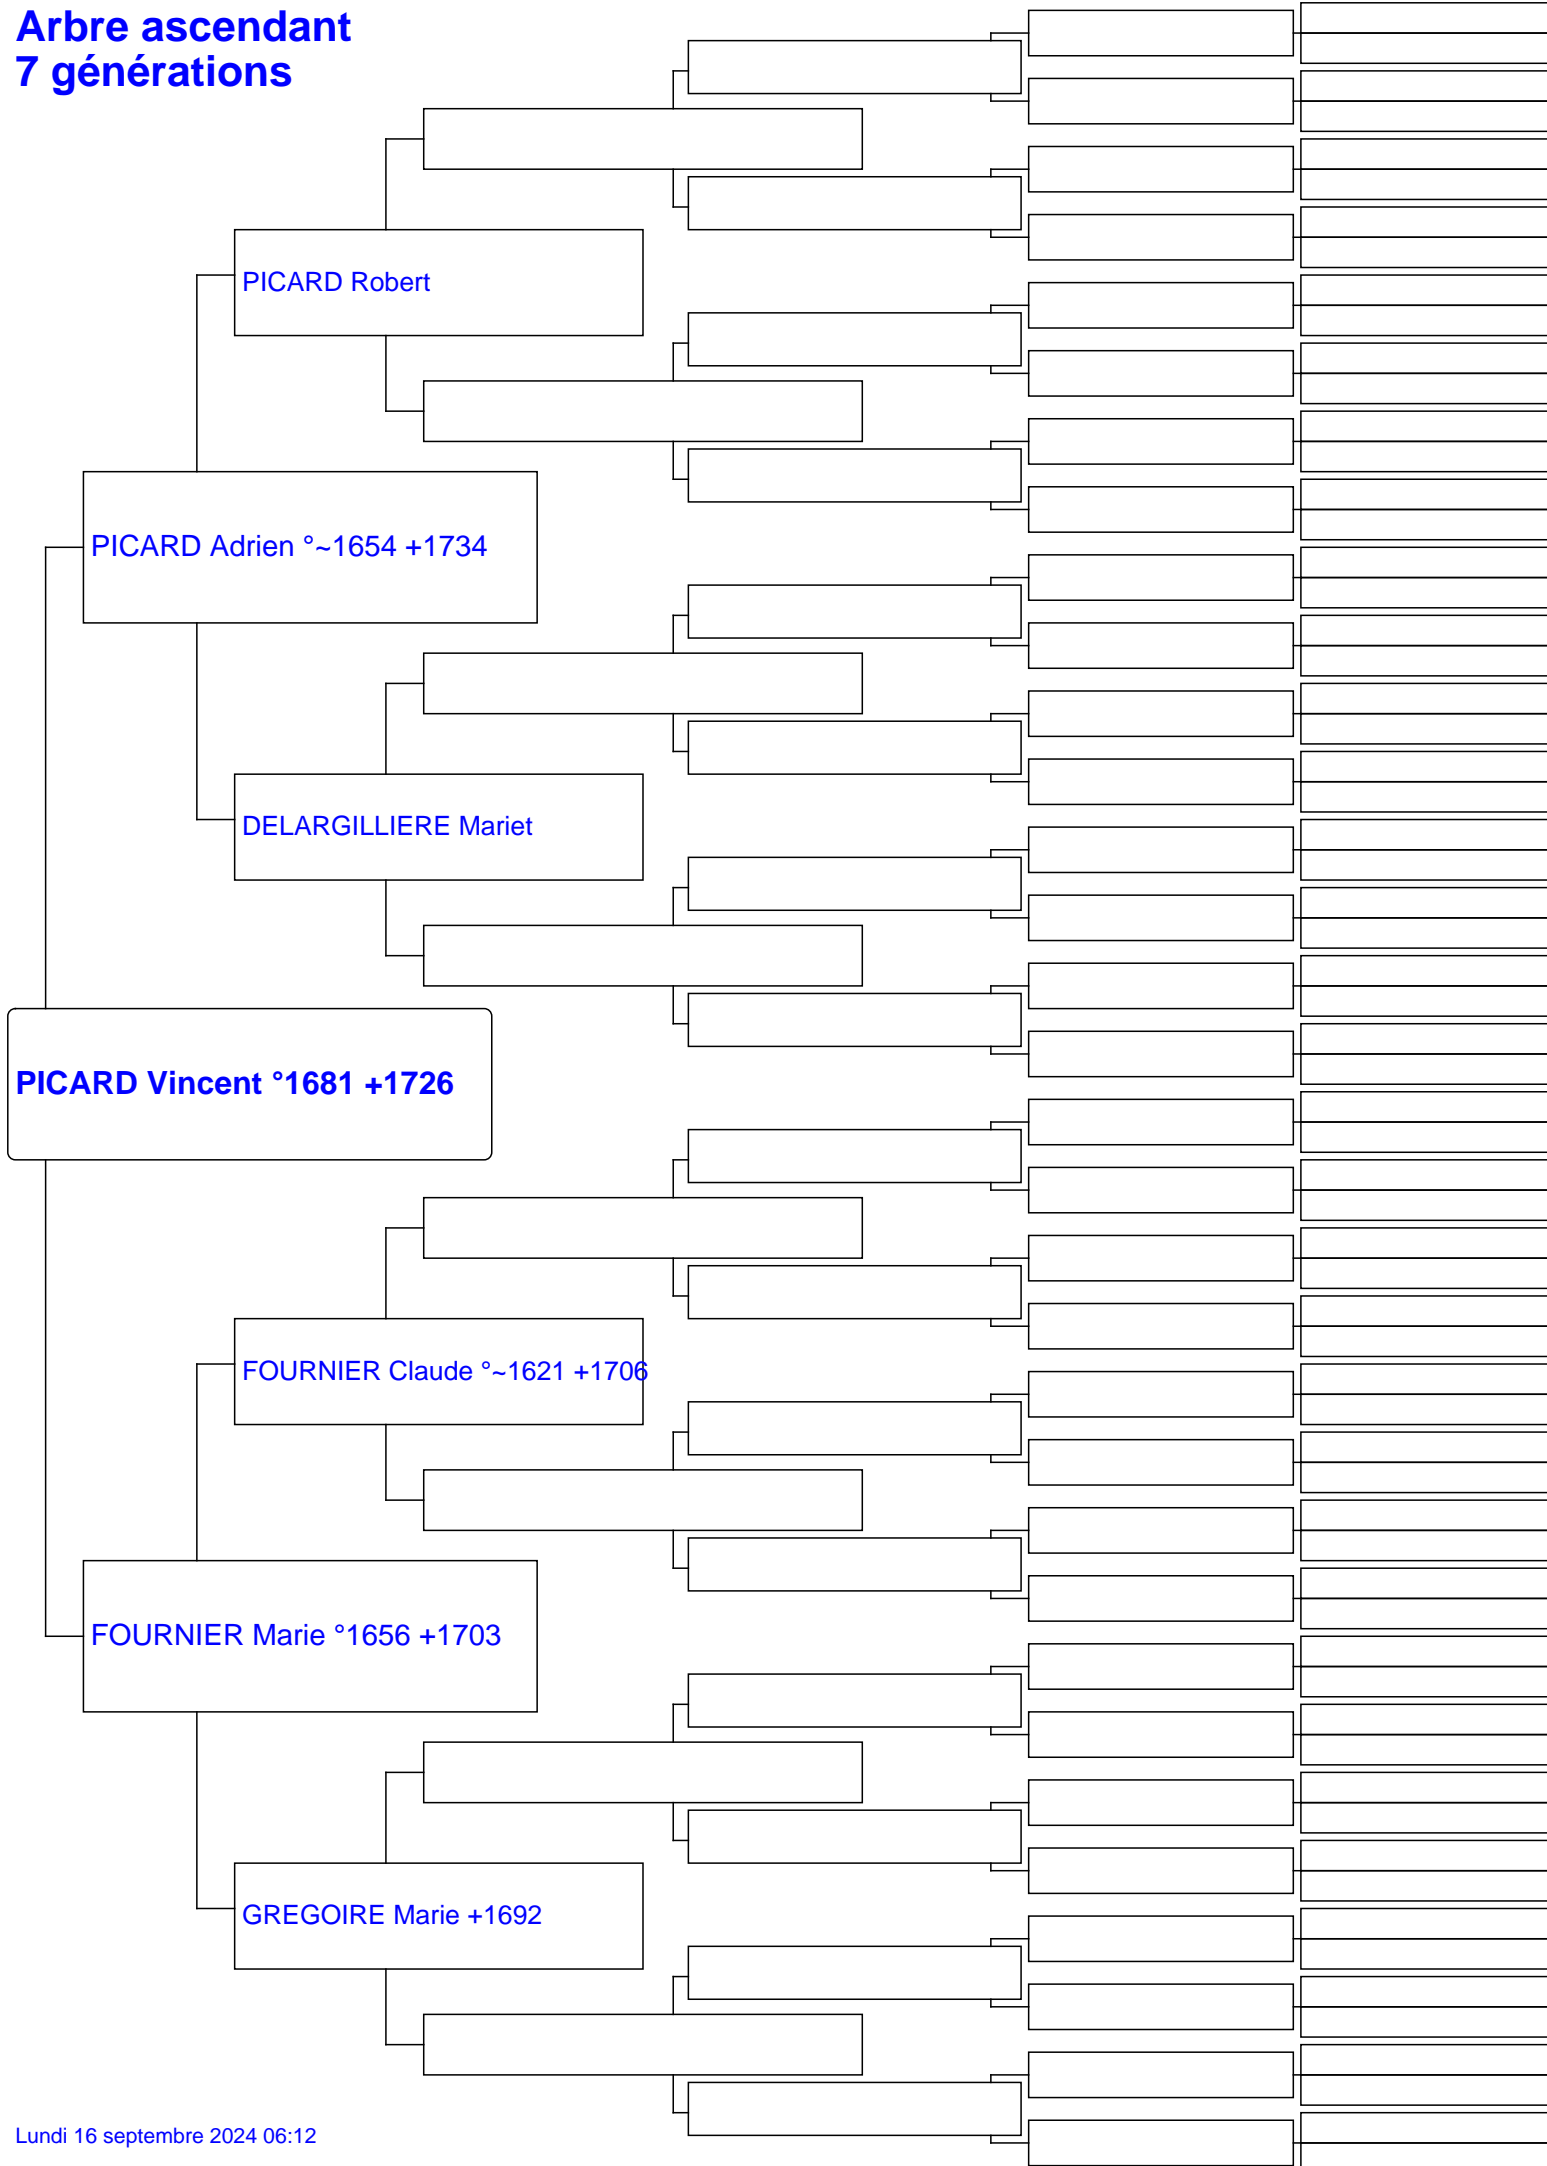 Arbre ascendant
7 générations
PICARD Robert
PICARD Adrien °~1654 +1734
DELARGILLIERE Mariet
PICARD Vincent °1681 +1726
FOURNIER Claude °~1621 +1706
FOURNIER Marie °1656 +1703
GREGOIRE Marie +1692
Lundi 16 septembre 2024 06:12